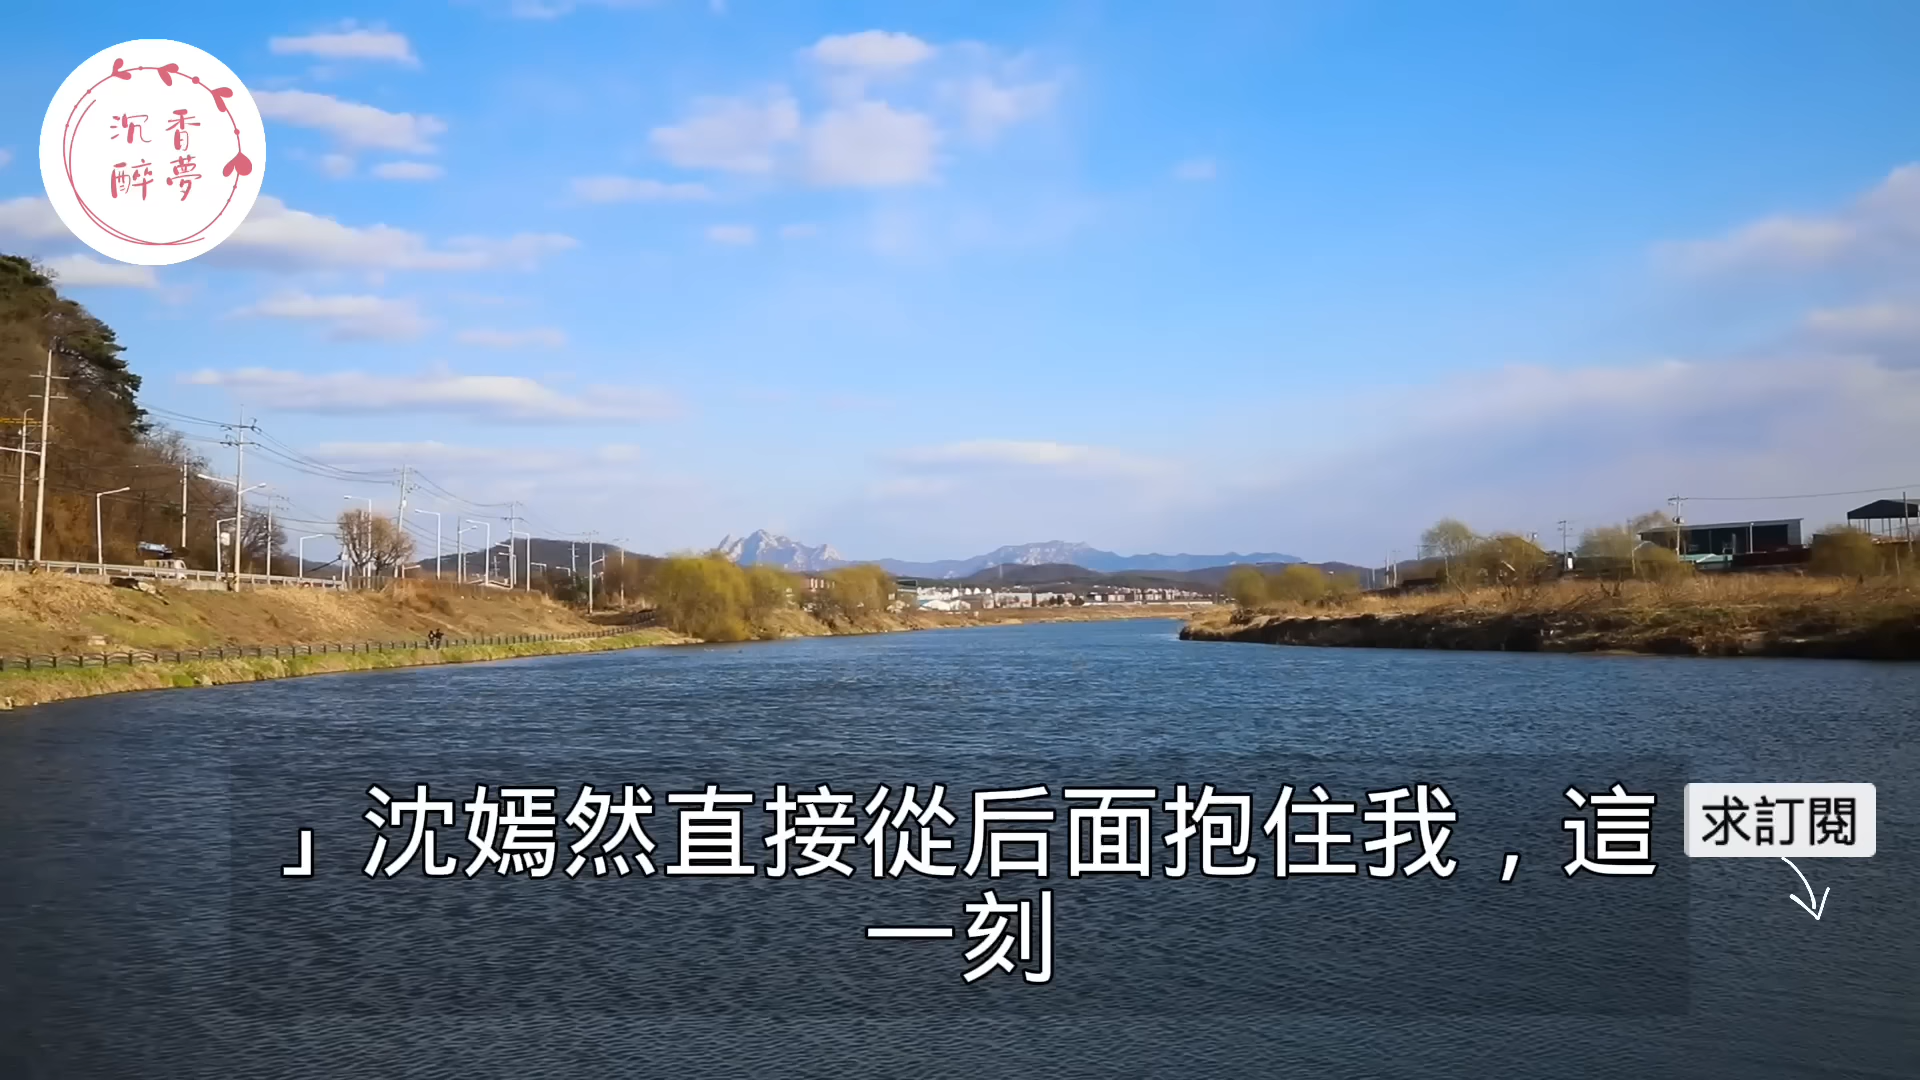 沉香
醉夢
」沈嫣然直接從后面抱住我，這
一刻
求訂閱